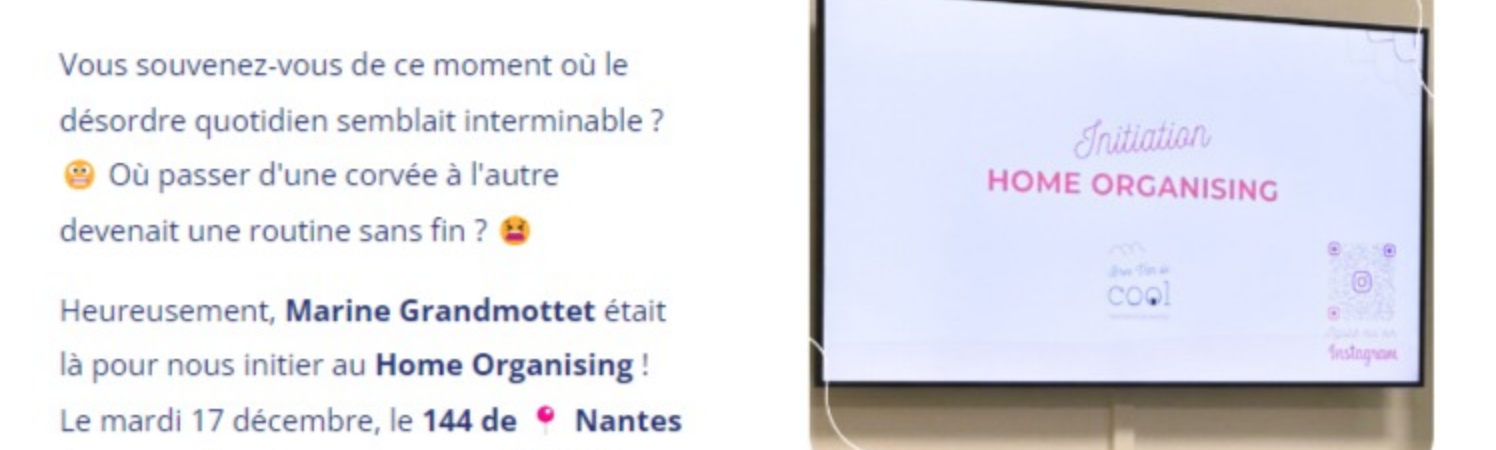 Vous souvenez-vous de ce moment où le
désordre quotidien semblait interminable ?
😬 Où passer d'une corvée à l'autre
devenait une routine sans fin ? 😫
Heureusement, Marine Grandmottet était
là pour nous initier au Home Organising !
Le mardi 17 décembre, le 144 de 📍 Nantes
Initiation
HOME ORGANISING
cool
Instagram